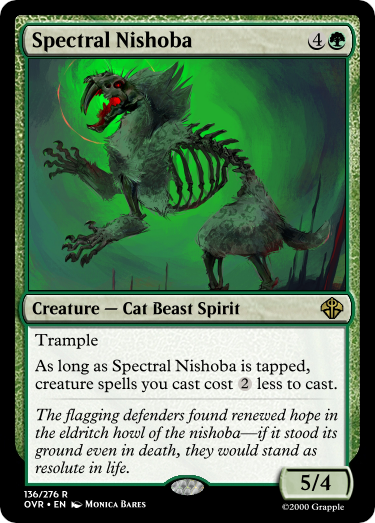 Spectral Nishoba 4
Creature — Cat Beast Spirit
Trample
As long as Spectral Nishoba is tapped,
creature spells you cast cost 2 less to cast.
The flagging defenders found renewed hope in
the eldritch howl of the nishoba—if it stood its
ground even in death, they would stand as
resolute in life.
5/4
136/276 R
OVR • EN Monica Bares
©2000 Grapple